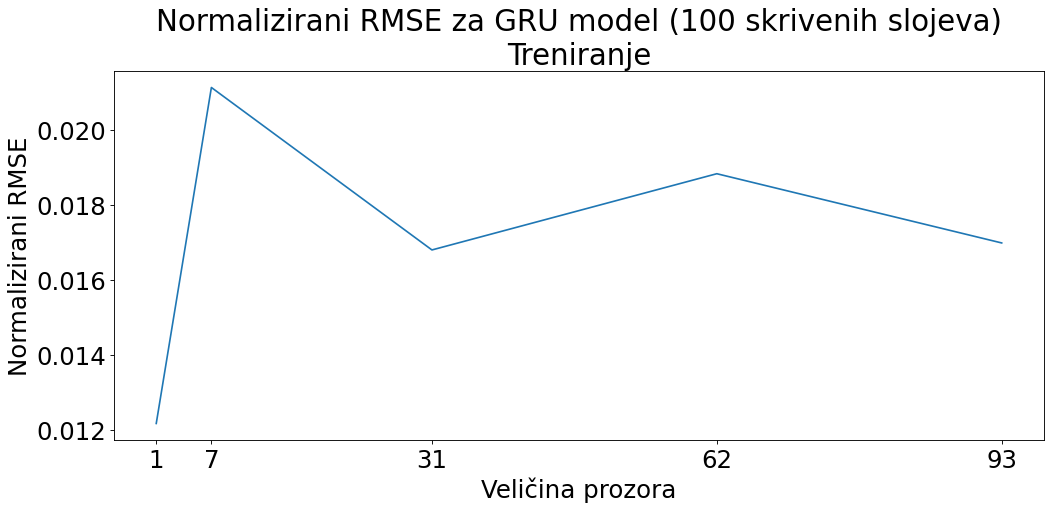 Normalizirani RMSE za GRU model (100 skrivenih slojeva)
Treniranje
Normalizirani RMSE
0.020
0.018
0.016
0.014
0.012
1 7 31 62 93
Veličina prozora